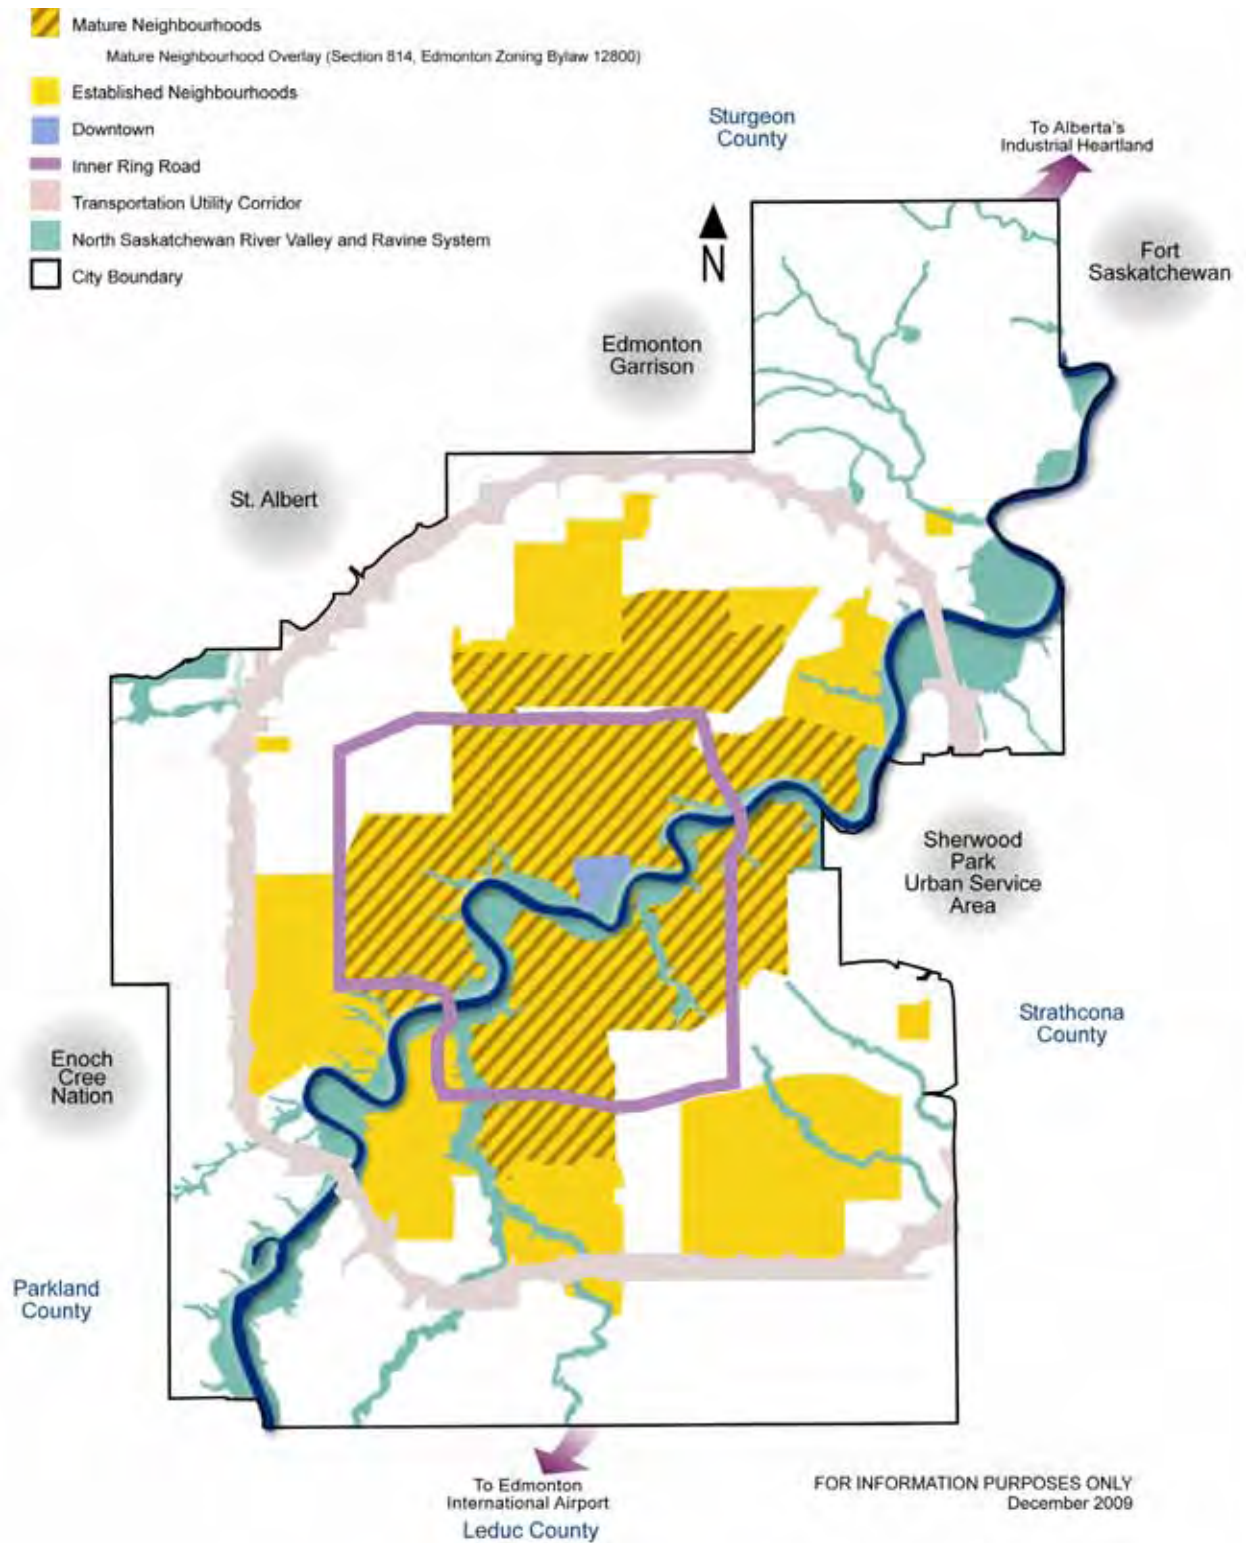 Mature Neighbourhoods
Mature Neighbourhood Overlay (Section 814, Edmonton Zoning Bylaw 12800)
Established Neighbourhoods
Downtown
Inner Ring Road
Transportation Utility Corridor
North Saskatchewan River Valley and Ravine System
City Boundary
Sturgeon
County
To Alberta's
Industrial Heartland
N
Fort
Saskatchewan
Edmonton
Garrison
St. Albert
Sherwood
Park
Urban Service
Area
Strathcona
County
Enoch
Cree
Nation
Parkland
County
To Edmonton
International Airport
Leduc County
FOR INFORMATION PURPOSES ONLY
December 2009